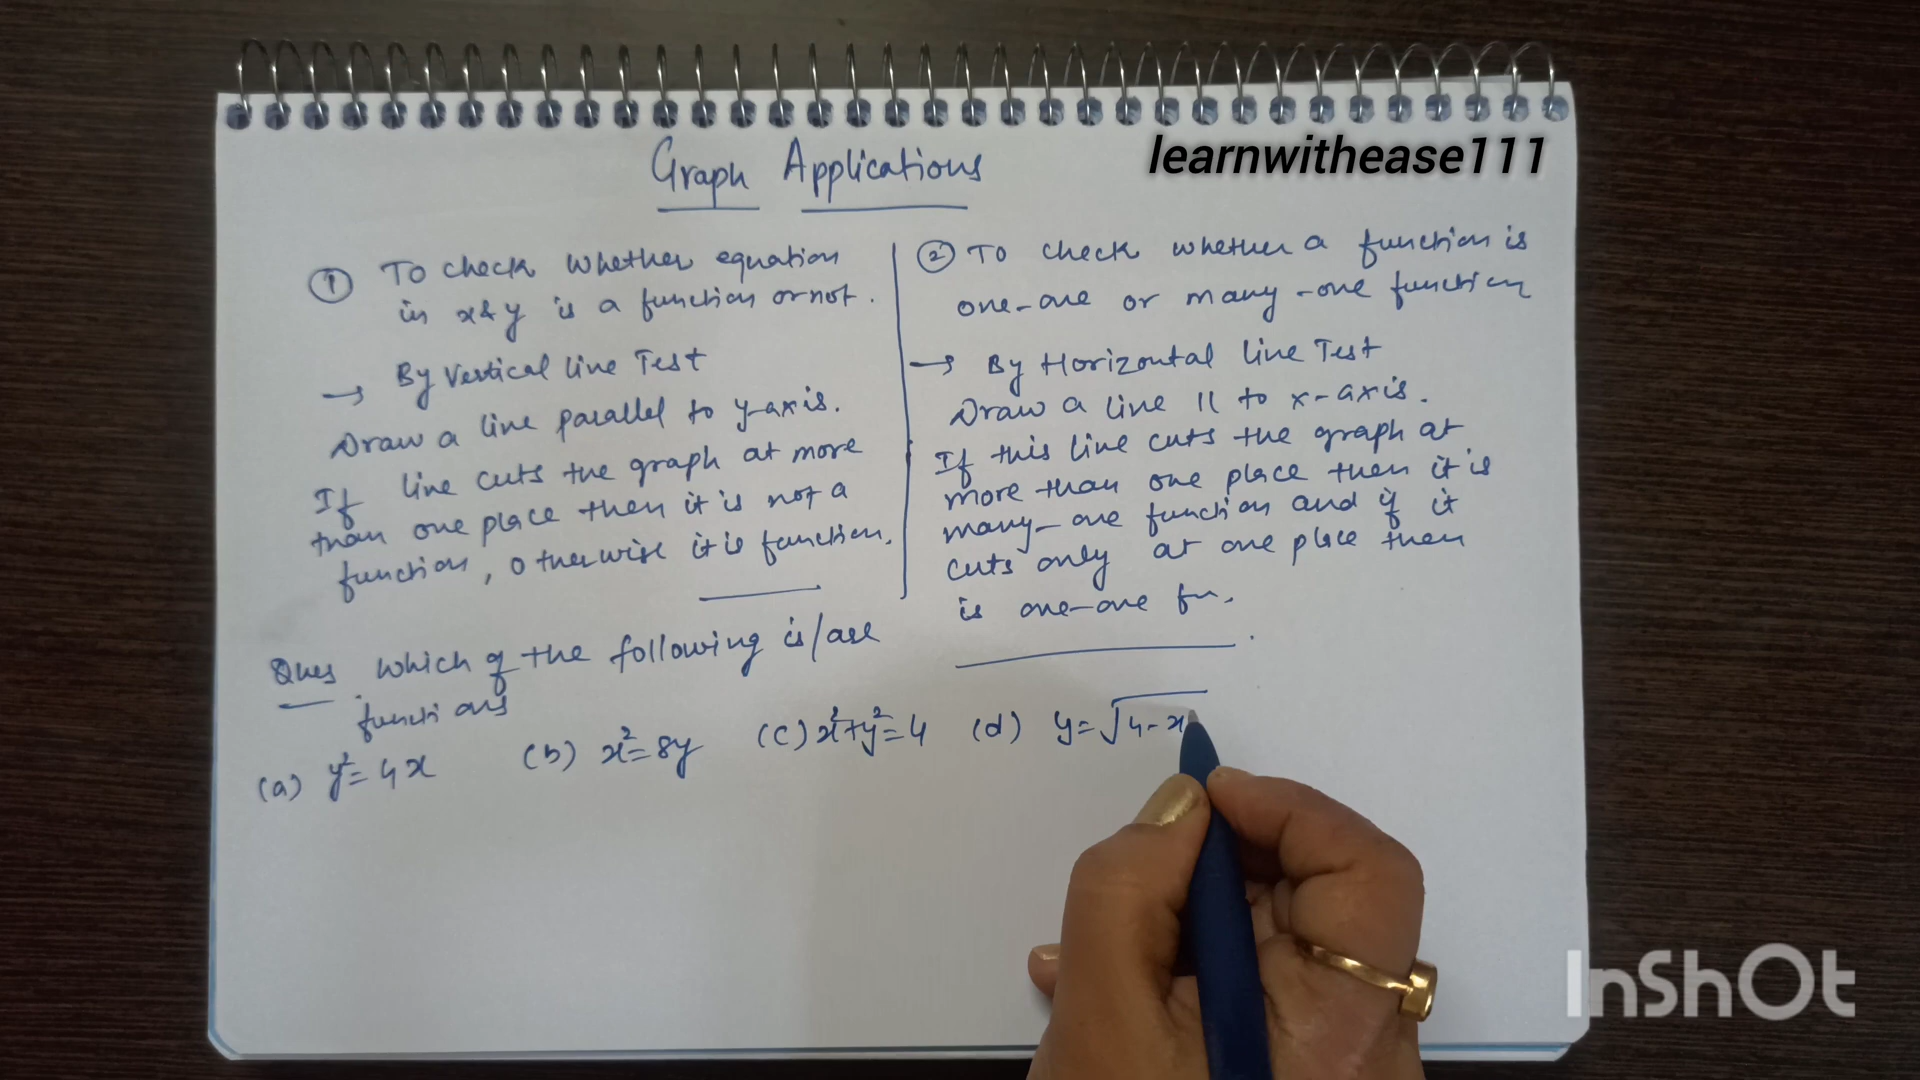 Graph Applications
learnwithease111
① To check whether equation
in x & y is a function or not.
→ By Vertical line Test
Draw a line parallel to y-axis.
If line cuts the graph at more
than one place then it is not a
function, otherwise it is function.
② To check whether a function is
one-one or many-one function
→ By Horizontal line Test
Draw a line || to x-axis.
If this line cuts the graph at
more than one place then it is
many-one function and if it
cuts only at one place then
is one-one fn.
Ques which of the following is/are
functions
(a) y²=4x (b) x²=8y (c) x²+y²=4 (d) y=√4-x
InShOt